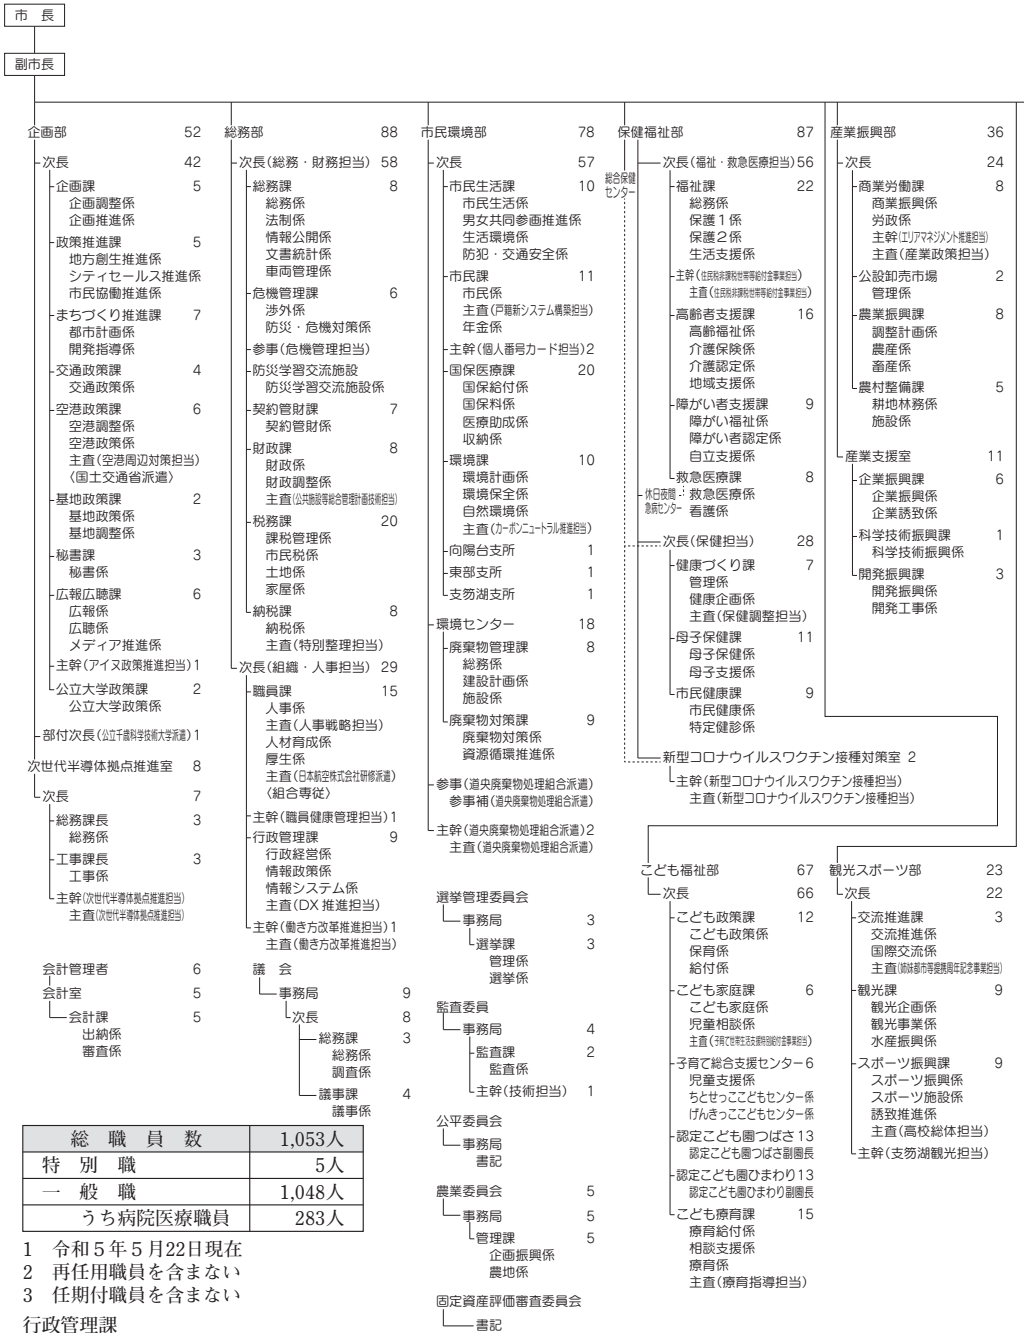 市　長
副市長
企画部 52
次長 42
企画課 5
企画調整係
企画推進係
政策推進課 5
地方創生推進係
シティセールス推進係
市民協働推進係
まちづくり推進課 7
都市計画係
開発指導係
交通政策課 4
交通政策係
空港政策課 6
空港調整係
空港政策係
主査(空港周辺対策担当)
〈国土交通省派遣〉
基地政策課 2
基地政策係
基地調整係
秘書課 3
秘書係
広報広聴課 6
広報係
広聴係
メディア推進係
主幹(アイヌ政策推進担当)1
公立大学政策課 2
公立大学政策係
部付次長(公立千歳科学技術大学派遣)1
次世代半導体拠点推進室 8
次長 7
総務課長 3
総務係
工事課長 3
工事係
主幹(次世代半導体拠点推進担当)
主査(次世代半導体拠点推進担当)
会計管理者 6
会計室 5
会計課 5
出納係
審査係
総務部 88
次長(総務・財務担当) 58
総務課 8
総務係
法制係
情報公開係
文書統計係
車両管理係
危機管理課 6
渉外係
防災・危機対策係
参事(危機管理担当)
防災学習交流施設
防災学習交流施設係
契約管財課 7
契約管財係
財政課 8
財政係
財政調整係
主査(公共施設等総合管理計画技術担当)
税務課 20
課税管理係
市民税係
土地係
家屋係
納税課 8
納税係
主査(特別整理担当)
次長(組織・人事担当) 29
職員課 15
人事係
主査(人事戦略担当)
人材育成係
厚生係
主査(日本航空株式会社研修派遣)
〈組合専従〉
主幹(職員健康管理担当)1
行政管理課 9
行政経営係
情報政策係
情報システム係
主査(DX 推進担当)
主幹(働き方改革推進担当)1
主査(働き方改革推進担当)
議　会
事務局 9
次長 8
総務課 3
総務係
調査係
議事課 4
議事係
市民環境部 78
次長 57
市民生活課 10
市民生活係
男女共同参画推進係
生活環境係
防犯・交通安全係
市民課 11
市民係
主査(戸籍新システム構築担当)
年金係
主幹(個人番号カード担当)2
国保医療課 20
国保給付係
国保料係
医療助成係
収納係
環境課 10
環境計画係
環境保全係
自然環境係
主査(カーボンニュートラル推進担当)
向陽台支所 1
東部支所 1
支笏湖支所 1
環境センター 18
廃棄物管理課 8
総務係
建設計画係
施設係
廃棄物対策課 9
廃棄物対策係
資源循環推進係
参事(道央廃棄物処理組合派遣)
参事補(道央廃棄物処理組合派遣)
主幹(道央廃棄物処理組合派遣)2
主査(道央廃棄物処理組合派遣)
選挙管理委員会
事務局 3
選挙課 3
管理係
選挙係
監査委員
事務局 4
監査課 2
監査係
主幹(技術担当) 1
公平委員会
事務局
書記
農業委員会 5
事務局 5
管理課 5
企画振興係
農地係
固定資産評価審査委員会
書記
保健福祉部 87
総合保健
センター
次長(福祉・救急医療担当)56
福祉課 22
総務係
保護1係
保護2係
生活支援係
主幹(住民税非課税世帯等給付金事業担当)
主査(住民税非課税世帯等給付金事業担当)
高齢者支援課 16
高齢福祉係
介護保険係
介護認定係
地域支援係
障がい者支援課 9
障がい福祉係
障がい者認定係
自立支援係
救急医療課 8
休日夜間
急病センター
救急医療係
看護係
次長(保健担当) 28
健康づくり課 7
管理係
健康企画係
主査(保健調整担当)
母子保健課 11
母子保健係
母子支援係
市民健康課 9
市民健康係
特定健診係
新型コロナウイルスワクチン接種対策室 2
主幹(新型コロナウイルスワクチン接種担当)
主査(新型コロナウイルスワクチン接種担当)
こども福祉部 67
次長 66
こども政策課 12
こども政策係
保育係
給付係
こども家庭課 6
こども家庭係
児童相談係
主査(子育て世帯生活支援特別給付金事業担当)
子育て総合支援センター6
児童支援係
ちとせっここどもセンター係
げんきっここどもセンター係
認定こども園つばさ13
認定こども園つばさ副園長
認定こども園ひまわり13
認定こども園ひまわり副園長
こども療育課 15
療育給付係
相談支援係
療育係
主査(療育指導担当)
産業振興部 36
次長 24
商業労働課 8
商業振興係
労政係
主幹(エリアマネジメント推進担当)
主査(産業政策担当)
公設卸売市場 2
管理係
農業振興課 8
調整計画係
農産係
畜産係
農村整備課 5
耕地林務係
施設係
産業支援室 11
企業振興課 6
企業振興係
企業誘致係
科学技術振興課 1
科学技術振興係
開発振興課 3
開発振興係
開発工事係
観光スポーツ部 23
次長 22
交流推進課 3
交流推進係
国際交流係
主査(姉妹都市等提携周年記念事業担当)
観光課 9
観光企画係
観光事業係
水産振興係
スポーツ振興課 9
スポーツ振興係
スポーツ施設係
誘致推進係
主査(高校総体担当)
主幹(支笏湖観光担当)
総職員数 1,053人
特別職 5人
一般職 1,048人
うち病院医療職員 283人
1　令和5年5月22日現在
2　再任用職員を含まない
3　任期付職員を含まない
行政管理課